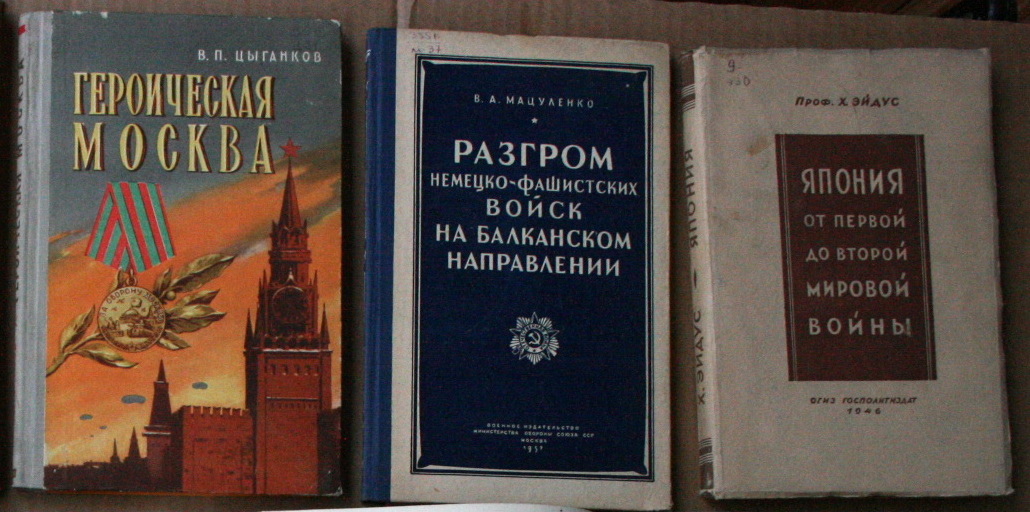 В. П. ЦЫГАНКОВ
ГЕРОИЧЕСКАЯ
МОСКВА
В. А. МАЦУЛЕНКО
РАЗГРОМ
НЕМЕЦКО-ФАШИСТСКИХ
ВОЙСК
НА БАЛКАНСКОМ
НАПРАВЛЕНИИ
ВОЕННОЕ ИЗДАТЕЛЬСТВО
МИНИСТЕРСТВА ОБОРОНЫ СОЮЗА ССР
МОСКВА
Х. ЭЙДУС ЯПОНИЯ
Проф. Х. ЭЙДУС
ЯПОНИЯ
ОТ ПЕРВОЙ
ДО ВТОРОЙ
МИРОВОЙ
ВОЙНЫ
ОГИЗ ГОСПОЛИТИЗДАТ
1946